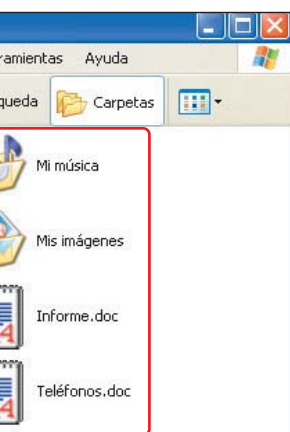 ramientas Ayuda
queda Carpetas
Mi música
Mis imágenes
Informe.doc
Teléfonos.doc